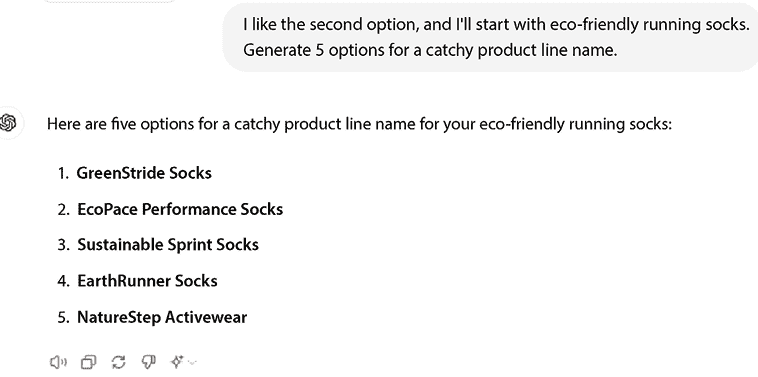 I like the second option, and I'll start with eco-friendly running socks.
Generate 5 options for a catchy product line name.
Here are five options for a catchy product line name for your eco-friendly running socks:
1. GreenStride Socks
2. EcoPace Performance Socks
3. Sustainable Sprint Socks
4. EarthRunner Socks
5. NatureStep Activewear